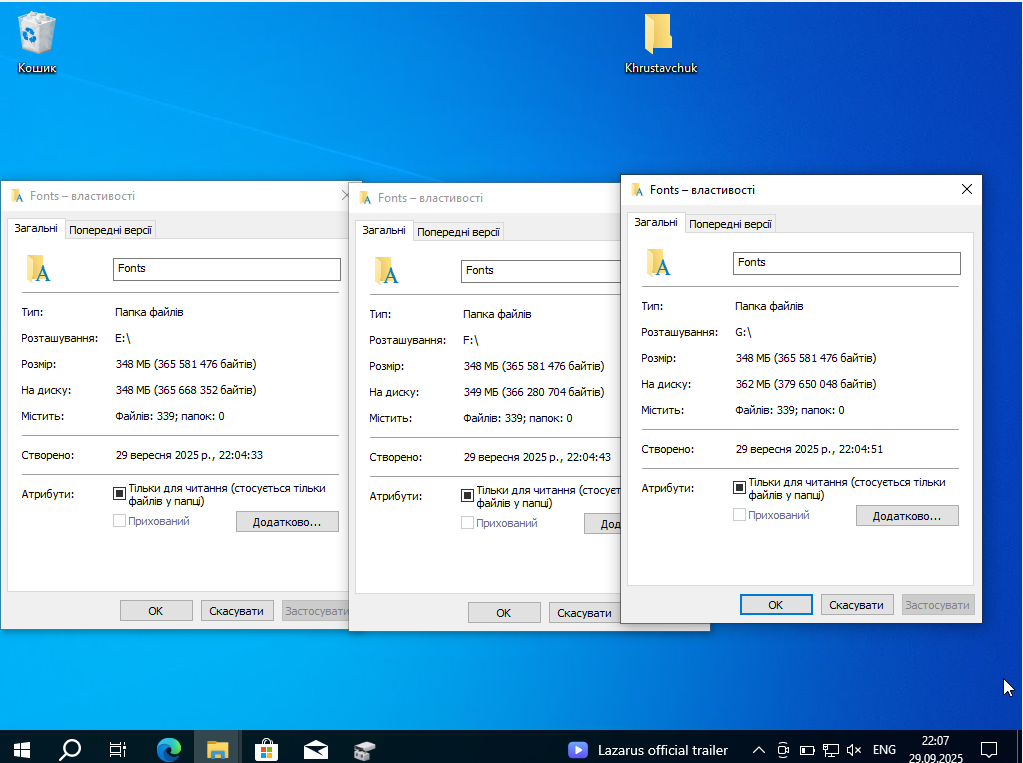 Кошик
Khrustavchuk
Fonts – властивості
Загальні
Попередні версії
Fonts
Тип:
Папка файлів
Розташування:
E:\
Розмір:
348 МБ (365 581 476 байтів)
На диску:
348 МБ (365 668 352 байтів)
Містить:
Файлів: 339; папок: 0
Створено:
29 вересня 2025 р., 22:04:33
Атрибути:
Тільки для читання (стосується тільки
файлів у папці)
Прихований
Додатково...
ОК
Скасувати
Застосувати
Fonts – властивості
Загальні
Попередні версії
Fonts
Тип:
Папка файлів
Розташування:
F:\
Розмір:
348 МБ (365 581 476 байтів)
На диску:
349 МБ (366 280 704 байтів)
Містить:
Файлів: 339; папок: 0
Створено:
29 вересня 2025 р., 22:04:43
Атрибути:
Тільки для читання (стосуєт
файлів у папці)
Прихований
Дод
ОК
Скасувати
Fonts – властивості
Загальні
Попередні версії
Fonts
Тип:
Папка файлів
Розташування:
G:\
Розмір:
348 МБ (365 581 476 байтів)
На диску:
362 МБ (379 650 048 байтів)
Містить:
Файлів: 339; папок: 0
Створено:
29 вересня 2025 р., 22:04:51
Атрибути:
Тільки для читання (стосується тільки
файлів у папці)
Прихований
Додатково...
ОК
Скасувати
Застосувати
Lazarus official trailer
ENG
22:07
29.09.2025